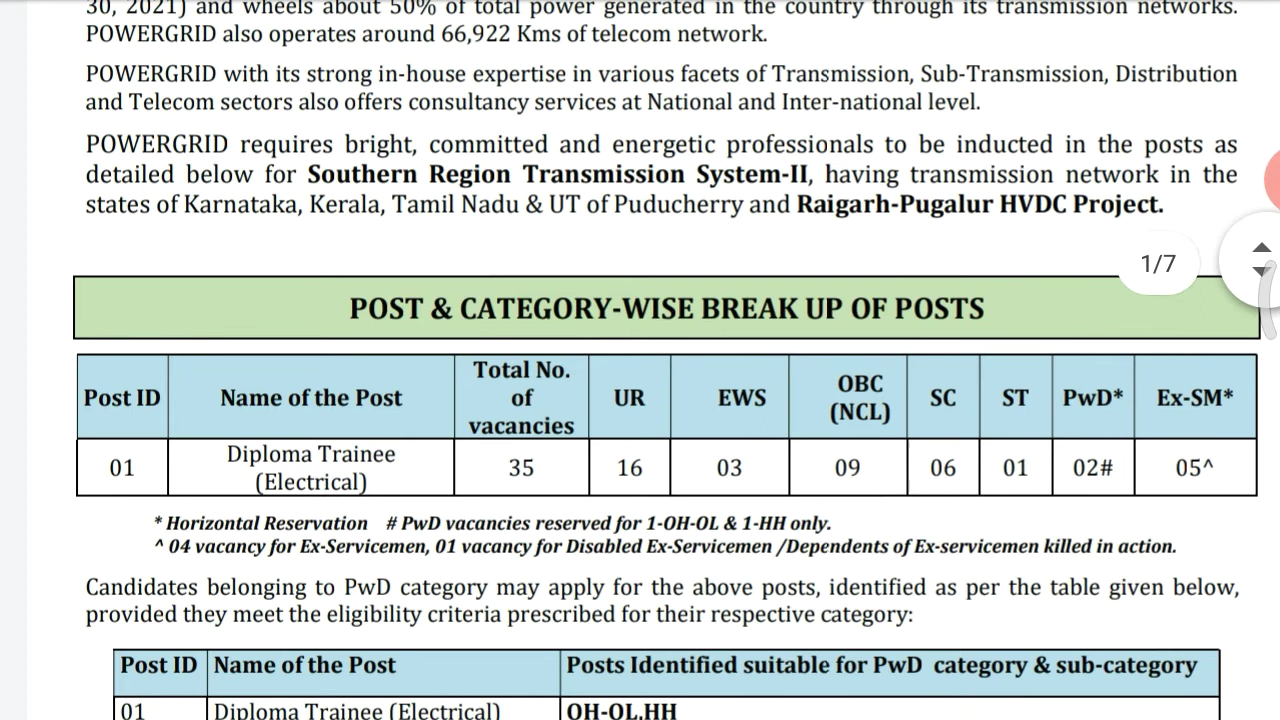 30, 2021) and wheels about 50% of total power generated in the country through its transmission networks.
POWERGRID also operates around 66,922 Kms of telecom network.
POWERGRID with its strong in-house expertise in various facets of Transmission, Sub-Transmission, Distribution
and Telecom sectors also offers consultancy services at National and Inter-national level.
POWERGRID requires bright, committed and energetic professionals to be inducted in the posts as
detailed below for Southern Region Transmission System-II, having transmission network in the
states of Karnataka, Kerala, Tamil Nadu & UT of Puducherry and Raigarh-Pugalur HVDC Project.
1/7
POST & CATEGORY-WISE BREAK UP OF POSTS
Post ID Name of the Post Total No. of vacancies UR EWS OBC (NCL) SC ST PwD* Ex-SM*
01 Diploma Trainee (Electrical) 35 16 03 09 06 01 02# 05^
* Horizontal Reservation # PwD vacancies reserved for 1-OH-OL & 1-HH only.
^ 04 vacancy for Ex-Servicemen, 01 vacancy for Disabled Ex-Servicemen /Dependents of Ex-servicemen killed in action.
Candidates belonging to PwD category may apply for the above posts, identified as per the table given below,
provided they meet the eligibility criteria prescribed for their respective category:
Post ID Name of the Post Posts Identified suitable for PwD category & sub-category
01 Diploma Trainee (Electrical) OH-OL,HH